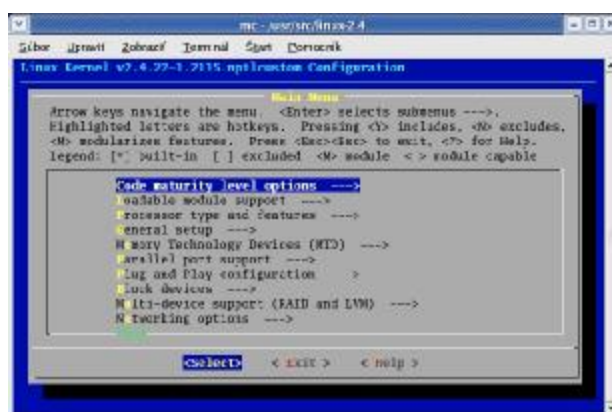 mc - /usr/src/linux-2.4
Súbor Upraviť Zobraziť Terminál Štart Pomocník
Linux Kernel v2.4.22-1.2115.nptlcustom Configuration
Main Menu
Arrow keys navigate the menu. <Enter> selects submenus --->.
Highlighted letters are hotkeys. Pressing <Y> includes, <N> excludes,
<M> modularizes features. Press <Esc><Esc> to exit, <?> for Help.
Legend: [*] built-in [ ] excluded <M> module < > module capable
Code maturity level options --->
Loadable module support --->
Processor type and features --->
General setup --->
Memory Technology Devices (MTD) --->
Parallel port support --->
Plug and Play configuration --->
Block devices --->
Multi-device support (RAID and LVM) --->
Networking options --->
<Select> < Exit > < Help >